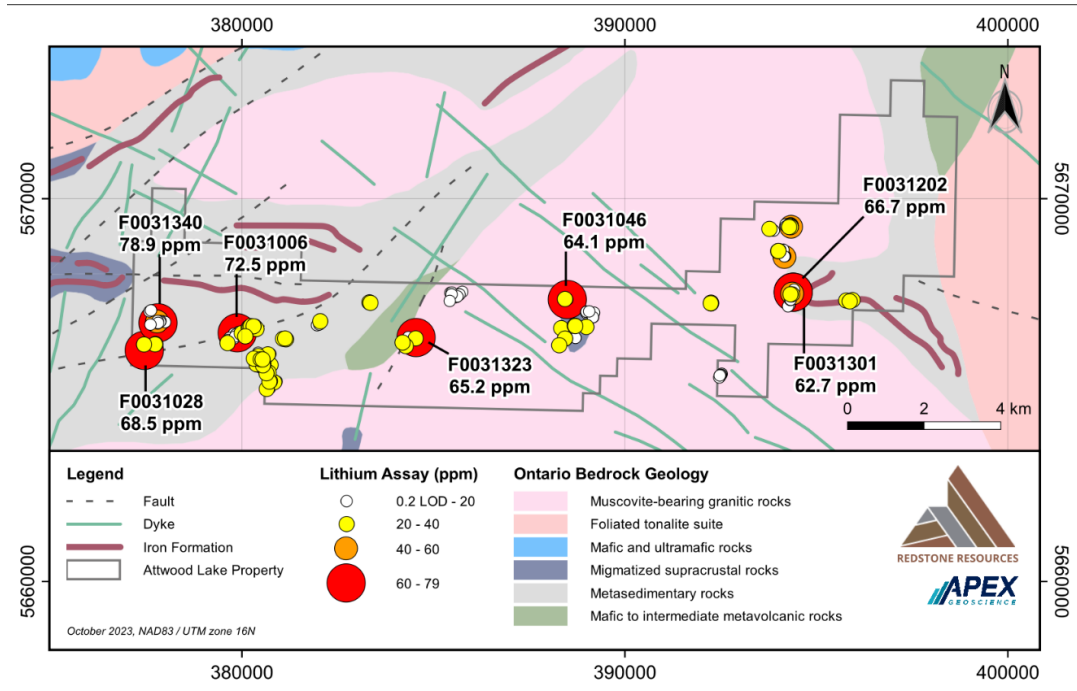 380000
390000
400000
N
5670000
5670000
F0031340
78.9 ppm
F0031006
72.5 ppm
F0031046
64.1 ppm
F0031202
66.7 ppm
F0031323
65.2 ppm
F0031301
62.7 ppm
F0031028
68.5 ppm
0 2 4 km
Legend
Fault
Dyke
Iron Formation
Attwood Lake Property
October 2023, NAD83 / UTM zone 16N
Lithium Assay (ppm)
0.2 LOD - 20
20 - 40
40 - 60
60 - 79
Ontario Bedrock Geology
Muscovite-bearing granitic rocks
Foliated tonalite suite
Mafic and ultramafic rocks
Migmatized supracrustal rocks
Metasedimentary rocks
Mafic to intermediate metavolcanic rocks
REDSTONE RESOURCES
APEX
GEOSCIENCE
5660000
5660000
380000
390000
400000